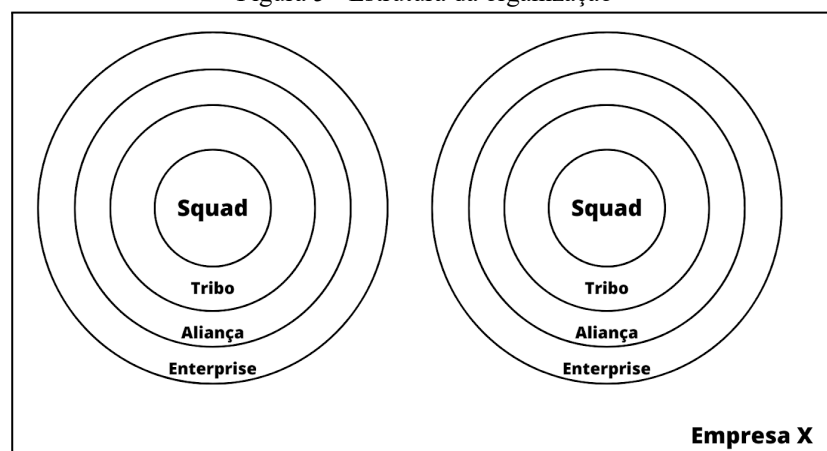 Squad
Tribo
Aliança
Enterprise
Squad
Tribo
Aliança
Enterprise
Empresa X